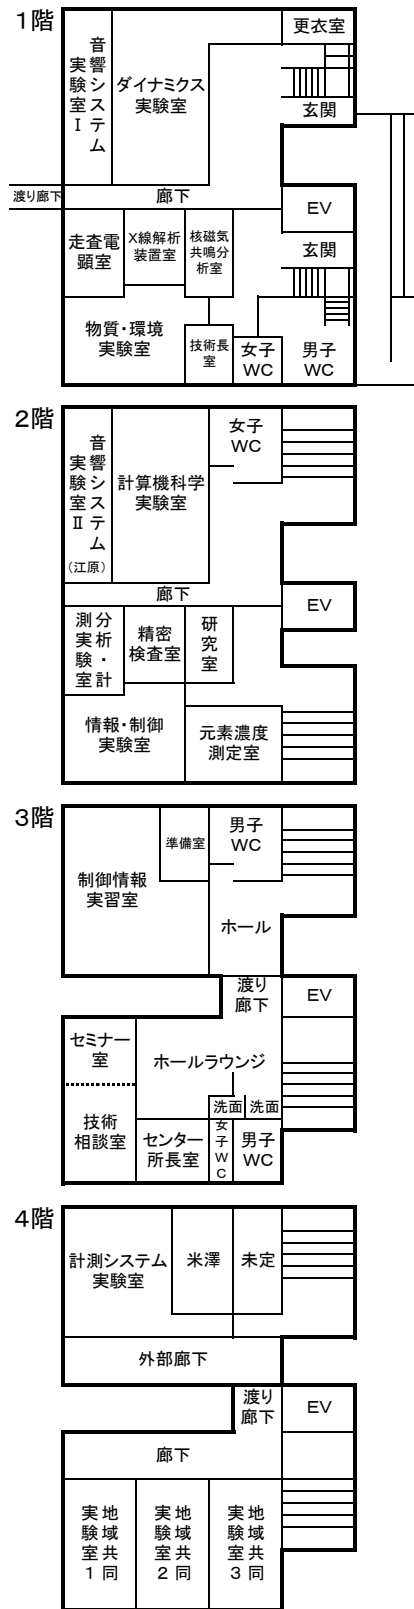 1階
音響システム
実験室Ⅰ
ダイナミクス
実験室
更衣室
玄関
渡り廊下
廊下
EV
走査電
顕室
X線解析
装置室
核磁気
共鳴分
析室
玄関
物質・環境
実験室
技術長
室
女子
WC
男子
WC
2階
音響システム
実験室Ⅱ
(江原)
計算機科学
実験室
女子
WC
廊下
EV
分析・計
測実験室
精密
検査室
研究室
情報・制御
実験室
元素濃度
測定室
3階
制御情報
実習室
準備室
男子
WC
ホール
渡り
廊下
EV
セミナー
室
ホールラウンジ
技術
相談室
洗面
洗面
センター
所長室
女子WC
男子
WC
4階
計測システム
実験室
米澤
未定
外部廊下
渡り
廊下
EV
廊下
地域共同
実験室1
地域共同
実験室2
地域共同
実験室3